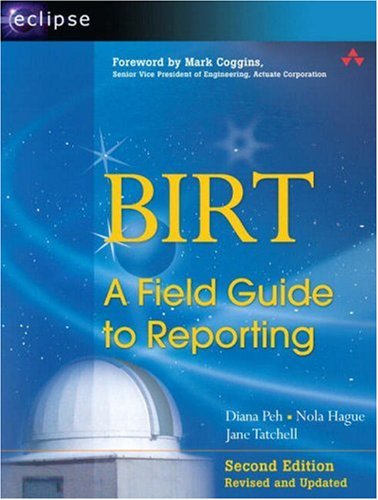 eclipse
Foreword by Mark Coggins,
Senior Vice President of Engineering, Actuate Corporation
BIRT
A Field Guide
to Reporting
Diana Peh ▪ Nola Hague
Jane Tatchell
Second Edition
Revised and Updated